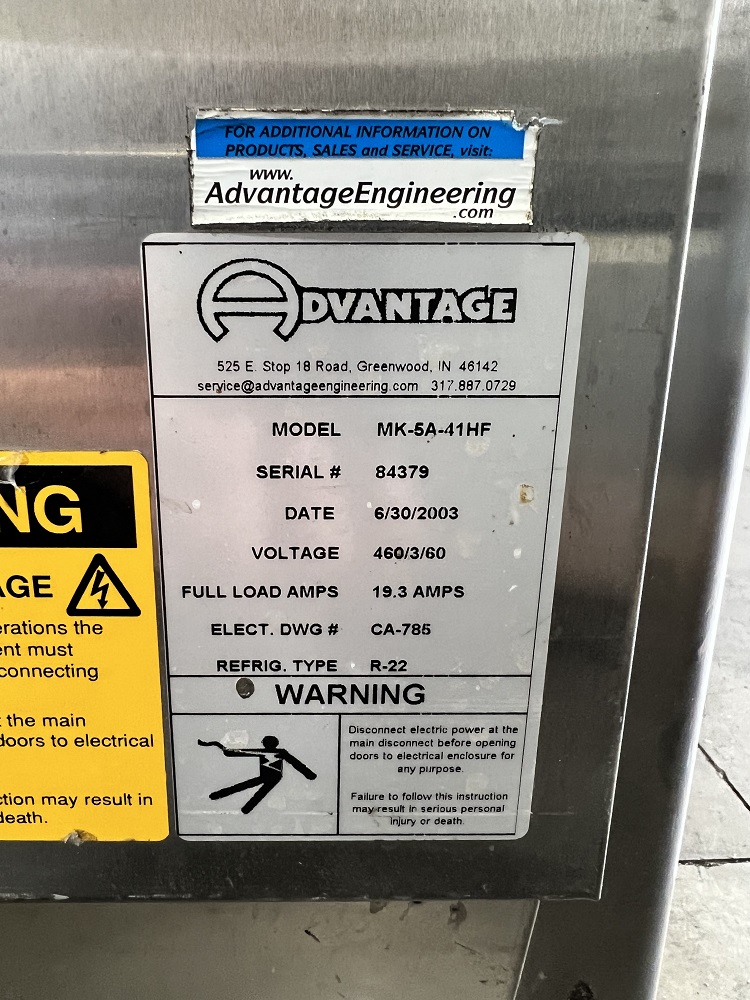 FOR ADDITIONAL INFORMATION ON
PRODUCTS, SALES and SERVICE, visit:
www.
AdvantageEngineering
.com
ADVANTAGE
525 E. Stop 18 Road, Greenwood, IN 46142
service@advantageengineering.com 317.887.0729
MODEL MK-5A-41HF
SERIAL # 84379
DATE 6/30/2003
VOLTAGE 460/3/60
FULL LOAD AMPS 19.3 AMPS
ELECT. DWG # CA-785
REFRIG. TYPE R-22
WARNING
Disconnect electric power at the
main disconnect before opening
doors to electrical enclosure for
any purpose.
Failure to follow this instruction
may result in serious personal
injury or death.
NG
AGE
erations the
ent must
connecting
the main
doors to electrical
ction may result in
death.